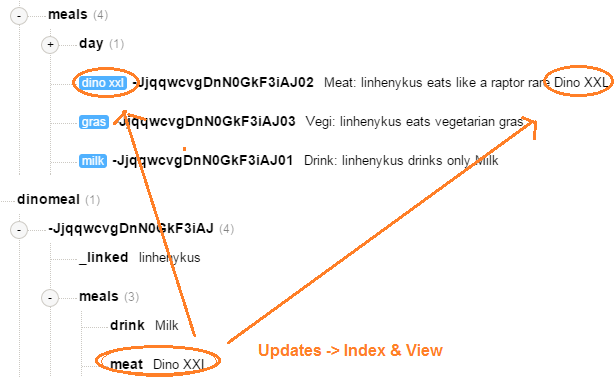 meals (4)
day (1)
dino xxl -JjqqwcvgDnN0GkF3iAJ02 Meat: linhenykus eats like a raptor rare Dino XXL
gras -JjqqwcvgDnN0GkF3iAJ03 Vegi: linhenykus eats vegetarian gras
milk -JjqqwcvgDnN0GkF3iAJ01 Drink: linhenykus drinks only Milk
dinomeal (1)
-JjqqwcvgDnN0GkF3iAJ (4)
_linked linhenykus
meals (3)
drink Milk
Updates -> Index & View
meat Dino XXL